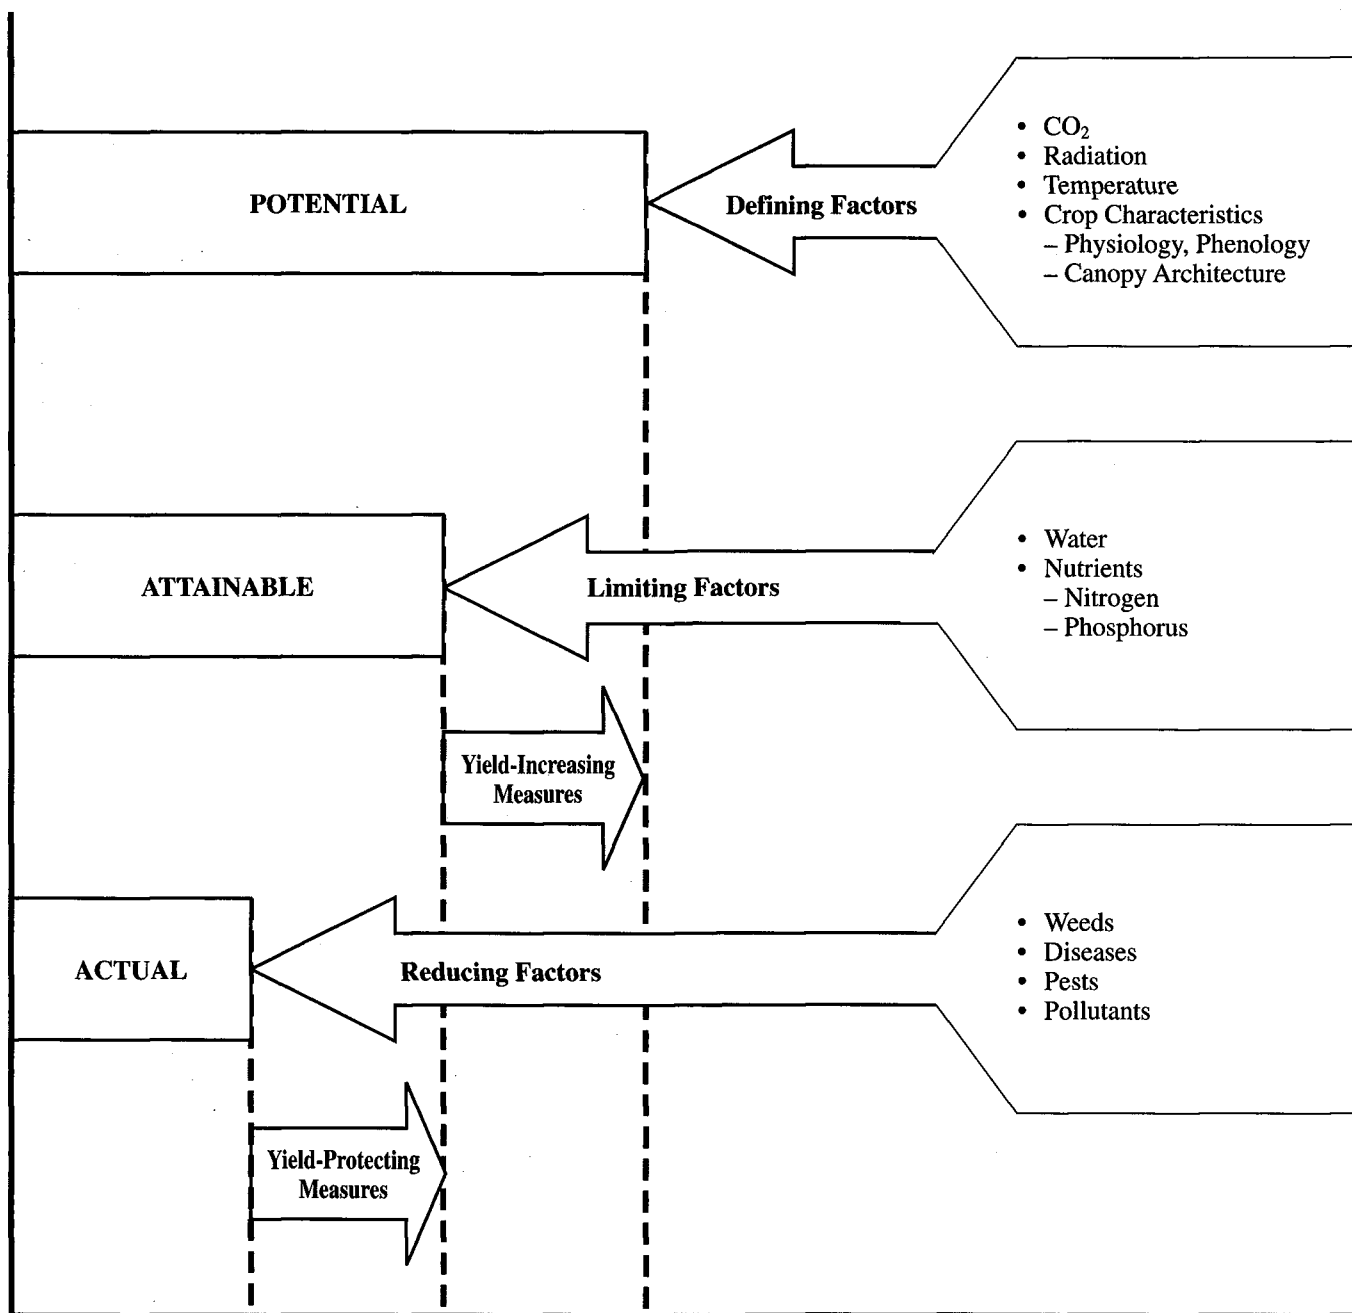 POTENTIAL
Defining Factors
• CO₂
• Radiation
• Temperature
• Crop Characteristics
– Physiology, Phenology
– Canopy Architecture
ATTAINABLE
Limiting Factors
• Water
• Nutrients
– Nitrogen
– Phosphorus
Yield-Increasing
Measures
ACTUAL
Reducing Factors
• Weeds
• Diseases
• Pests
• Pollutants
Yield-Protecting
Measures